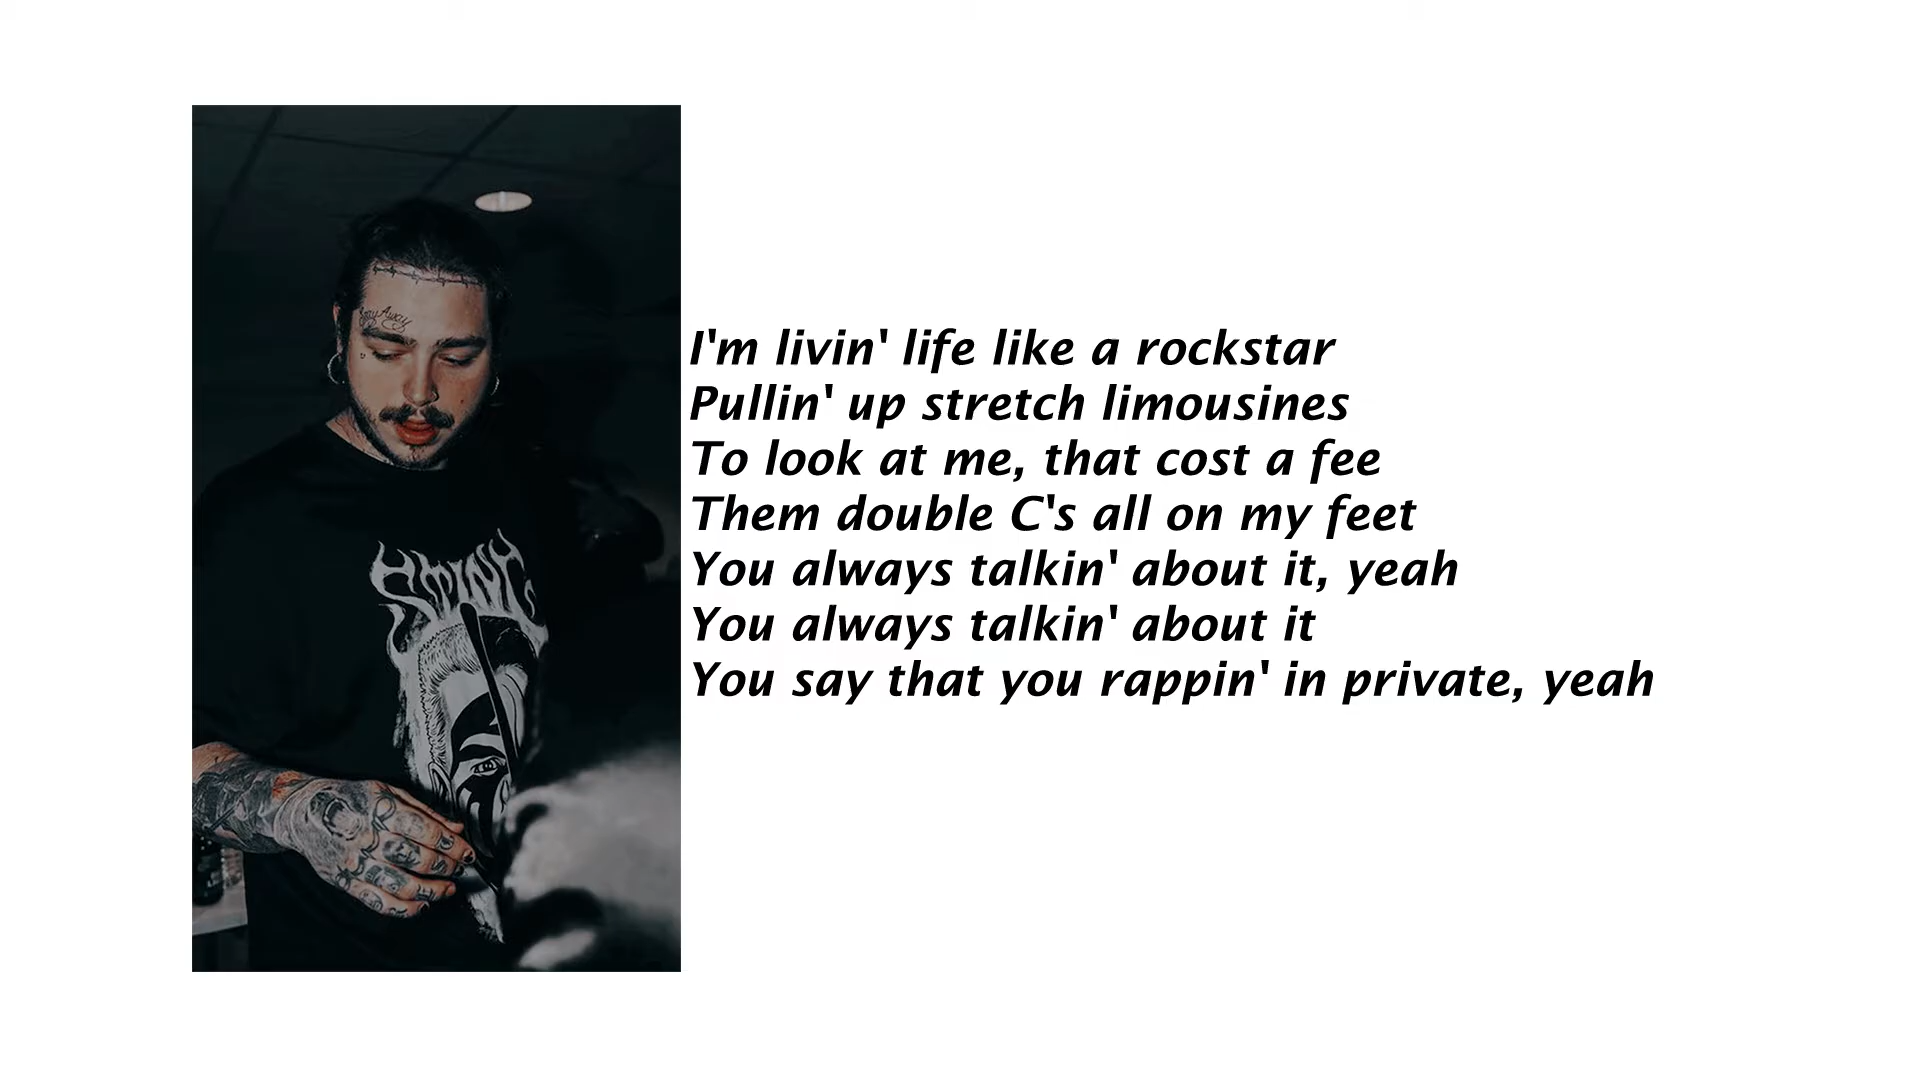 Stay Away
I'm livin' life like a rockstar
Pullin' up stretch limousines
To look at me, that cost a fee
Them double C's all on my feet
You always talkin' about it, yeah
You always talkin' about it
You say that you rappin' in private, yeah